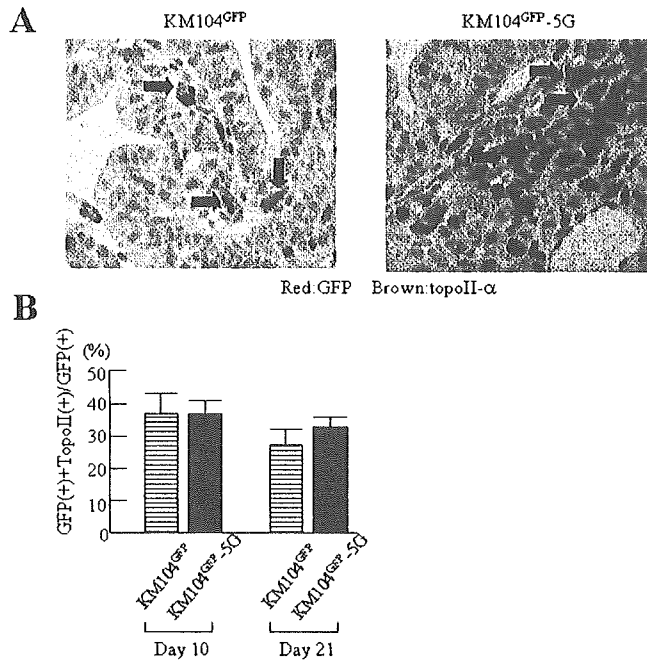 A
KM104GFP
KM104GFP-5G
Red:GFP Brown:topoII-α
B
GFP(+)+TopoII(+)/GFP(+)
(%)
50
40
30
20
10
0
KM104GFP
KM104GFP-5G
KM104GFP
KM104GFP-5G
Day 10
Day 21